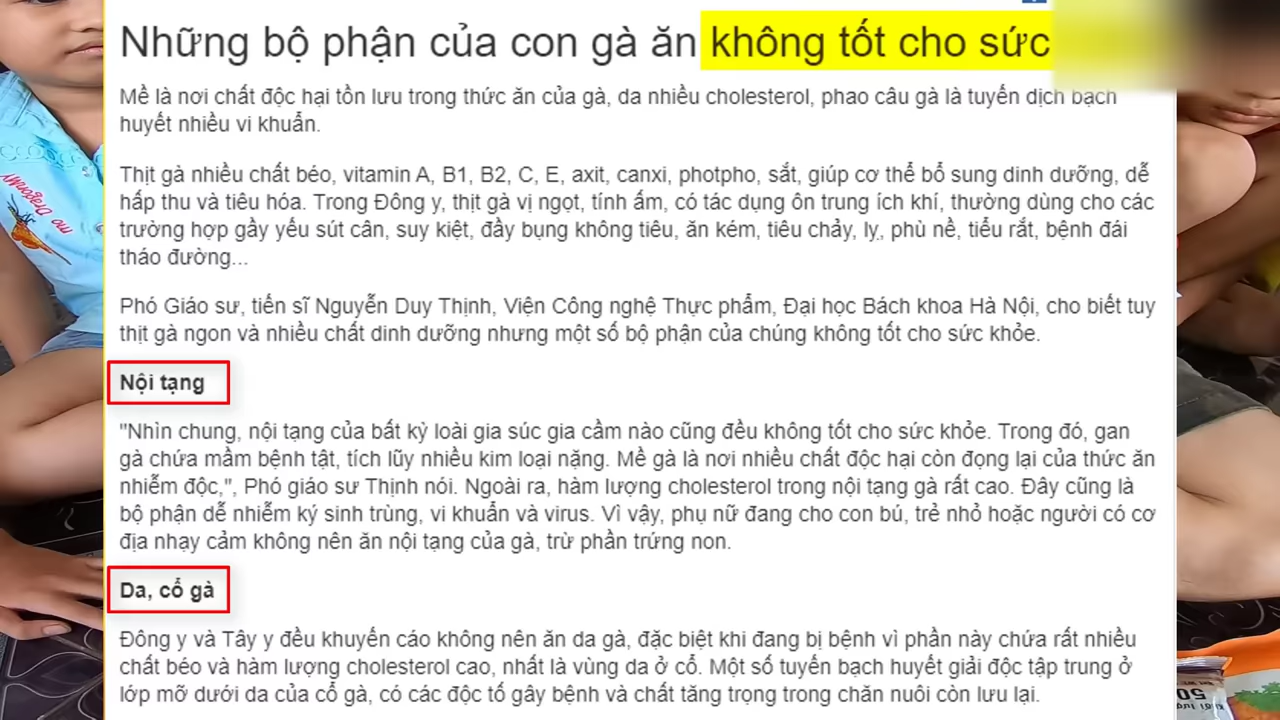 Những bộ phận của con gà ăn không tốt cho sức
Mề là nơi chất độc hại tồn lưu trong thức ăn của gà, da nhiều cholesterol, phao câu gà là tuyến dịch bạch
huyết nhiều vi khuẩn.
Thịt gà nhiều chất béo, vitamin A, B1, B2, C, E, axit, canxi, photpho, sắt, giúp cơ thể bổ sung dinh dưỡng, dễ
hấp thu và tiêu hóa. Trong Đông y, thịt gà vị ngọt, tính ấm, có tác dụng ôn trung ích khí, thường dùng cho các
trường hợp gầy yếu sút cân, suy kiệt, đầy bụng không tiêu, ăn kém, tiêu chảy, lỵ, phù nề, tiểu rắt, bệnh đái
tháo đường...
Phó Giáo sư, tiến sĩ Nguyễn Duy Thịnh, Viện Công nghệ Thực phẩm, Đại học Bách khoa Hà Nội, cho biết tuy
thịt gà ngon và nhiều chất dinh dưỡng nhưng một số bộ phận của chúng không tốt cho sức khỏe.
Nội tạng
"Nhìn chung, nội tạng của bất kỳ loài gia súc gia cầm nào cũng đều không tốt cho sức khỏe. Trong đó, gan
gà chứa mầm bệnh tật, tích lũy nhiều kim loại nặng. Mề gà là nơi nhiều chất độc hại còn đọng lại của thức ăn
nhiễm độc,", Phó giáo sư Thịnh nói. Ngoài ra, hàm lượng cholesterol trong nội tạng gà rất cao. Đây cũng là
bộ phận dễ nhiễm ký sinh trùng, vi khuẩn và virus. Vì vậy, phụ nữ đang cho con bú, trẻ nhỏ hoặc người có cơ
địa nhạy cảm không nên ăn nội tạng của gà, trừ phần trứng non.
Da, cổ gà
Đông y và Tây y đều khuyến cáo không nên ăn da gà, đặc biệt khi đang bị bệnh vì phần này chứa rất nhiều
chất béo và hàm lượng cholesterol cao, nhất là vùng da ở cổ. Một số tuyến bạch huyết giải độc tập trung ở
lớp mỡ dưới da của cổ gà, có các độc tố gây bệnh và chất tăng trọng trong chăn nuôi còn lưu lại.